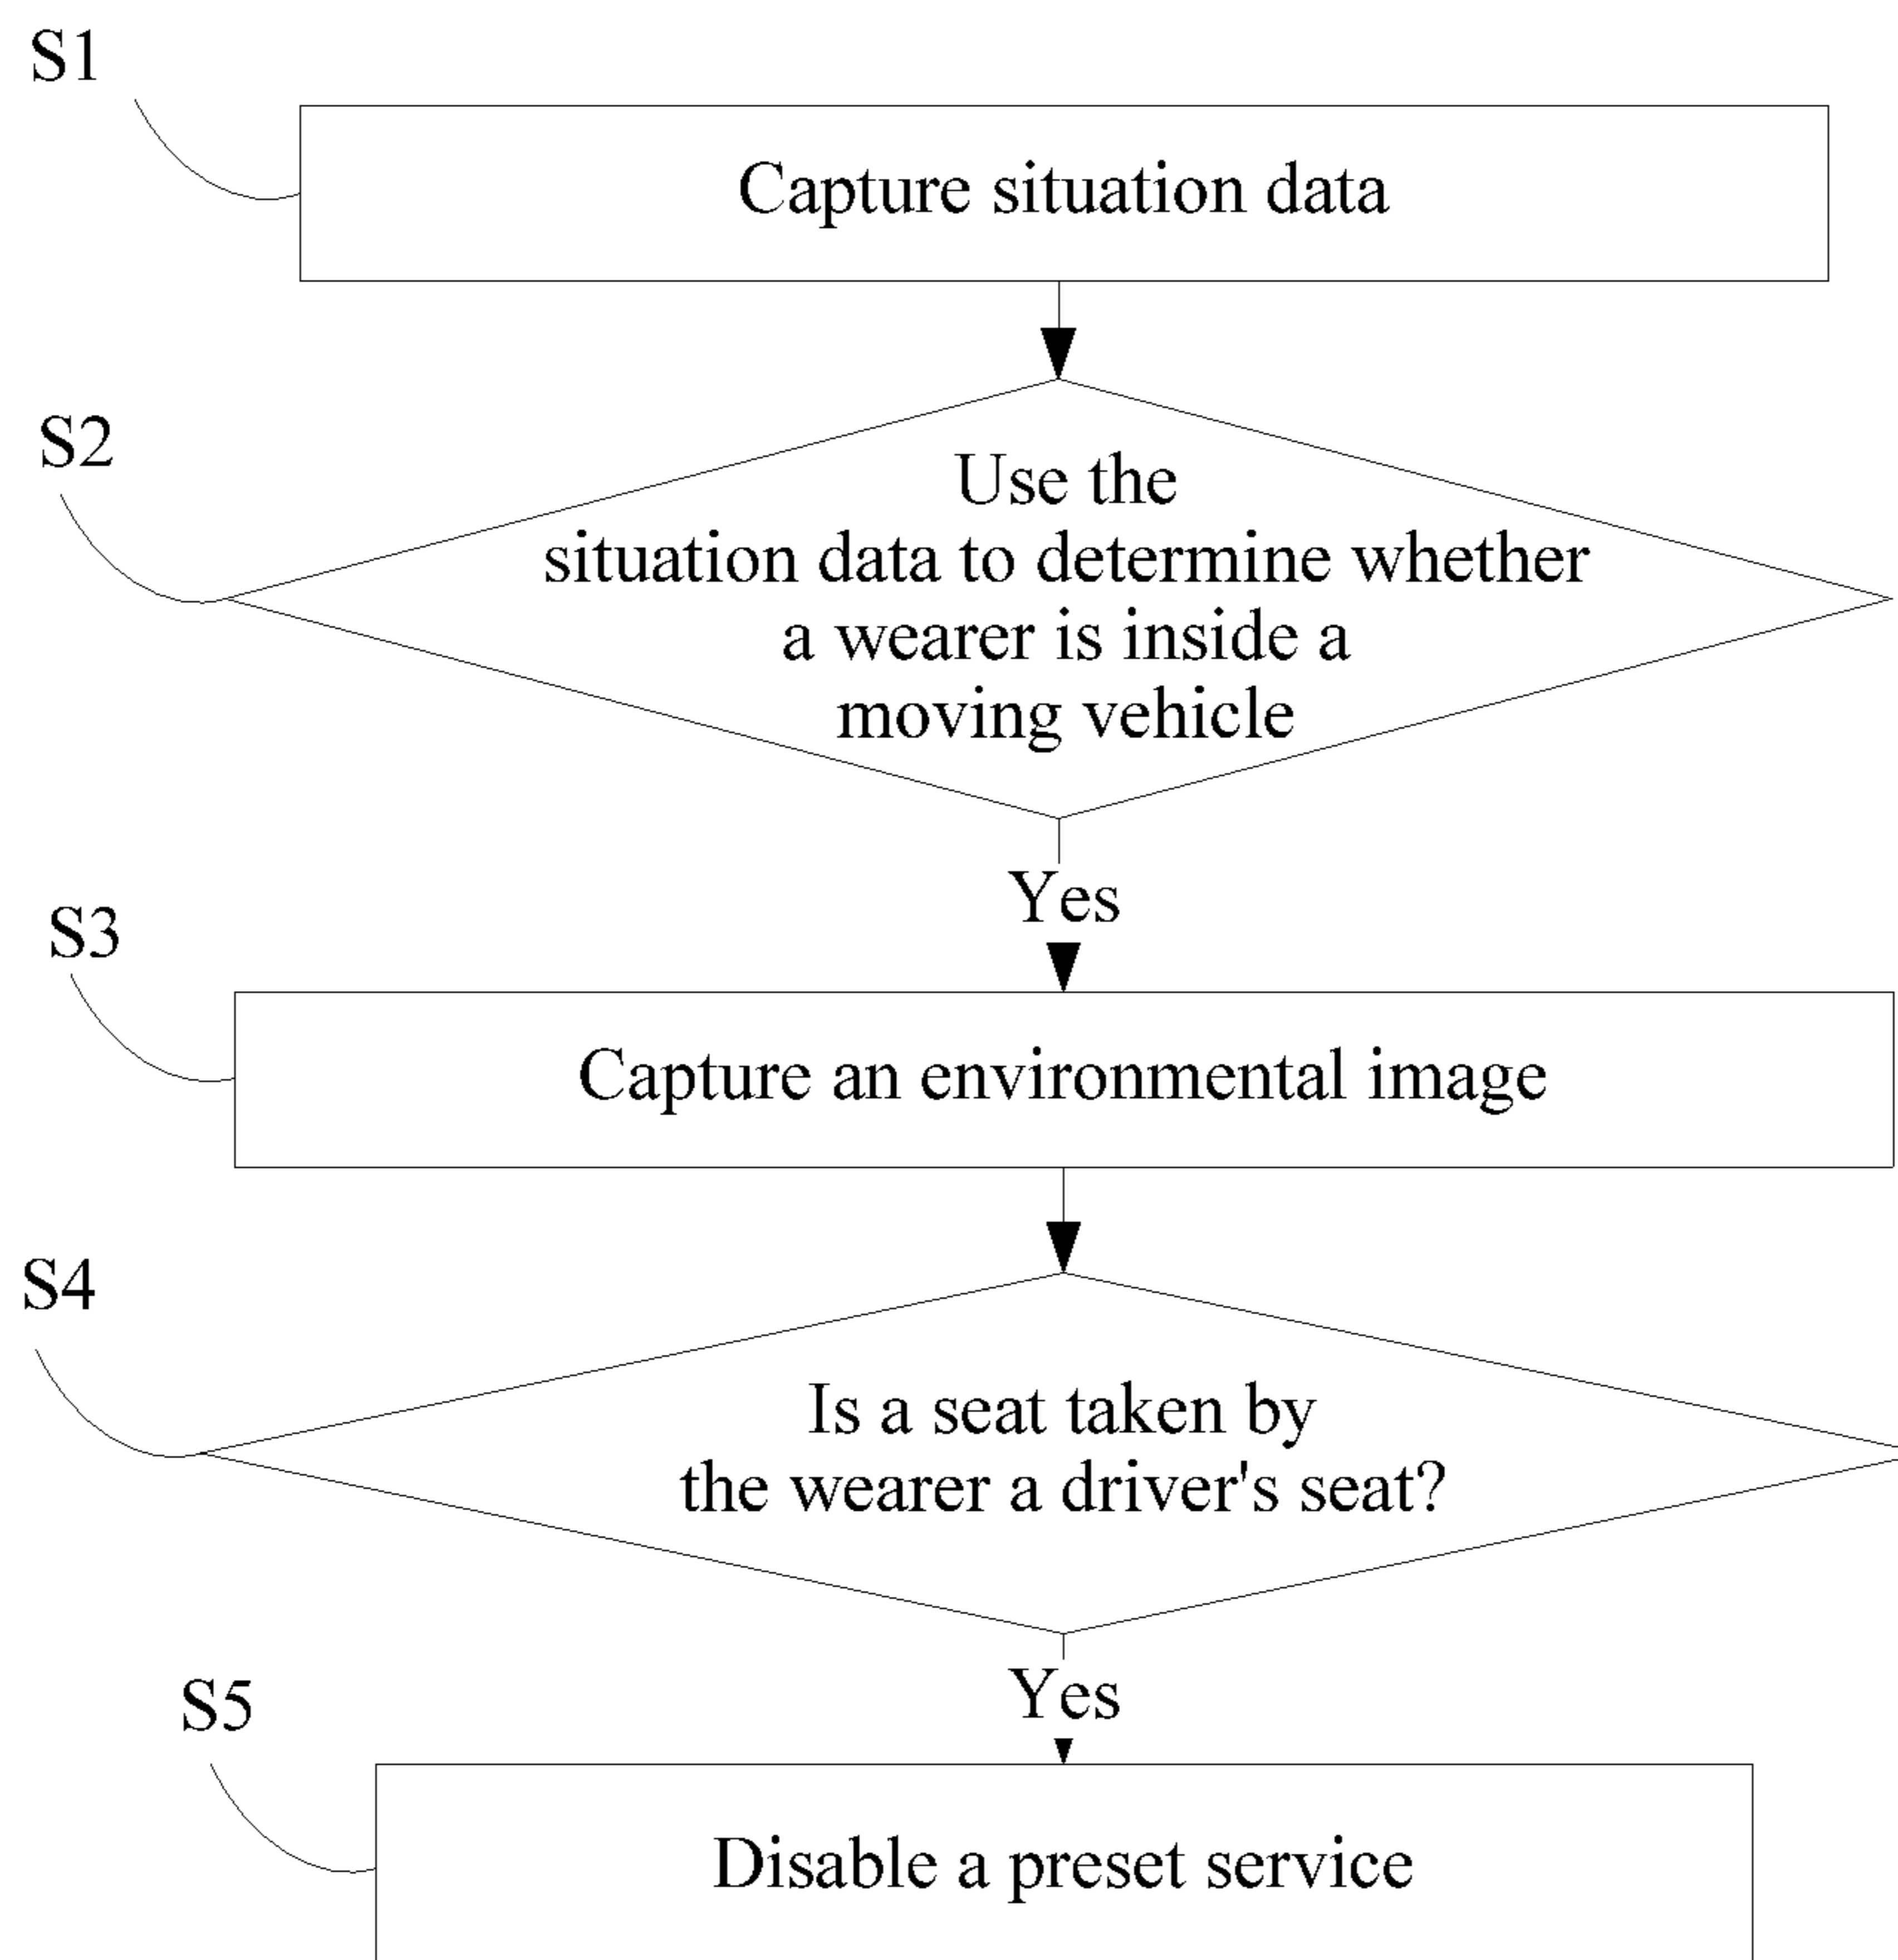 S1
Capture situation data
S2
Use the
situation data to determine whether
a wearer is inside a
moving vehicle
Yes
S3
Capture an environmental image
S4
Is a seat taken by
the wearer a driver's seat?
Yes
S5
Disable a preset service